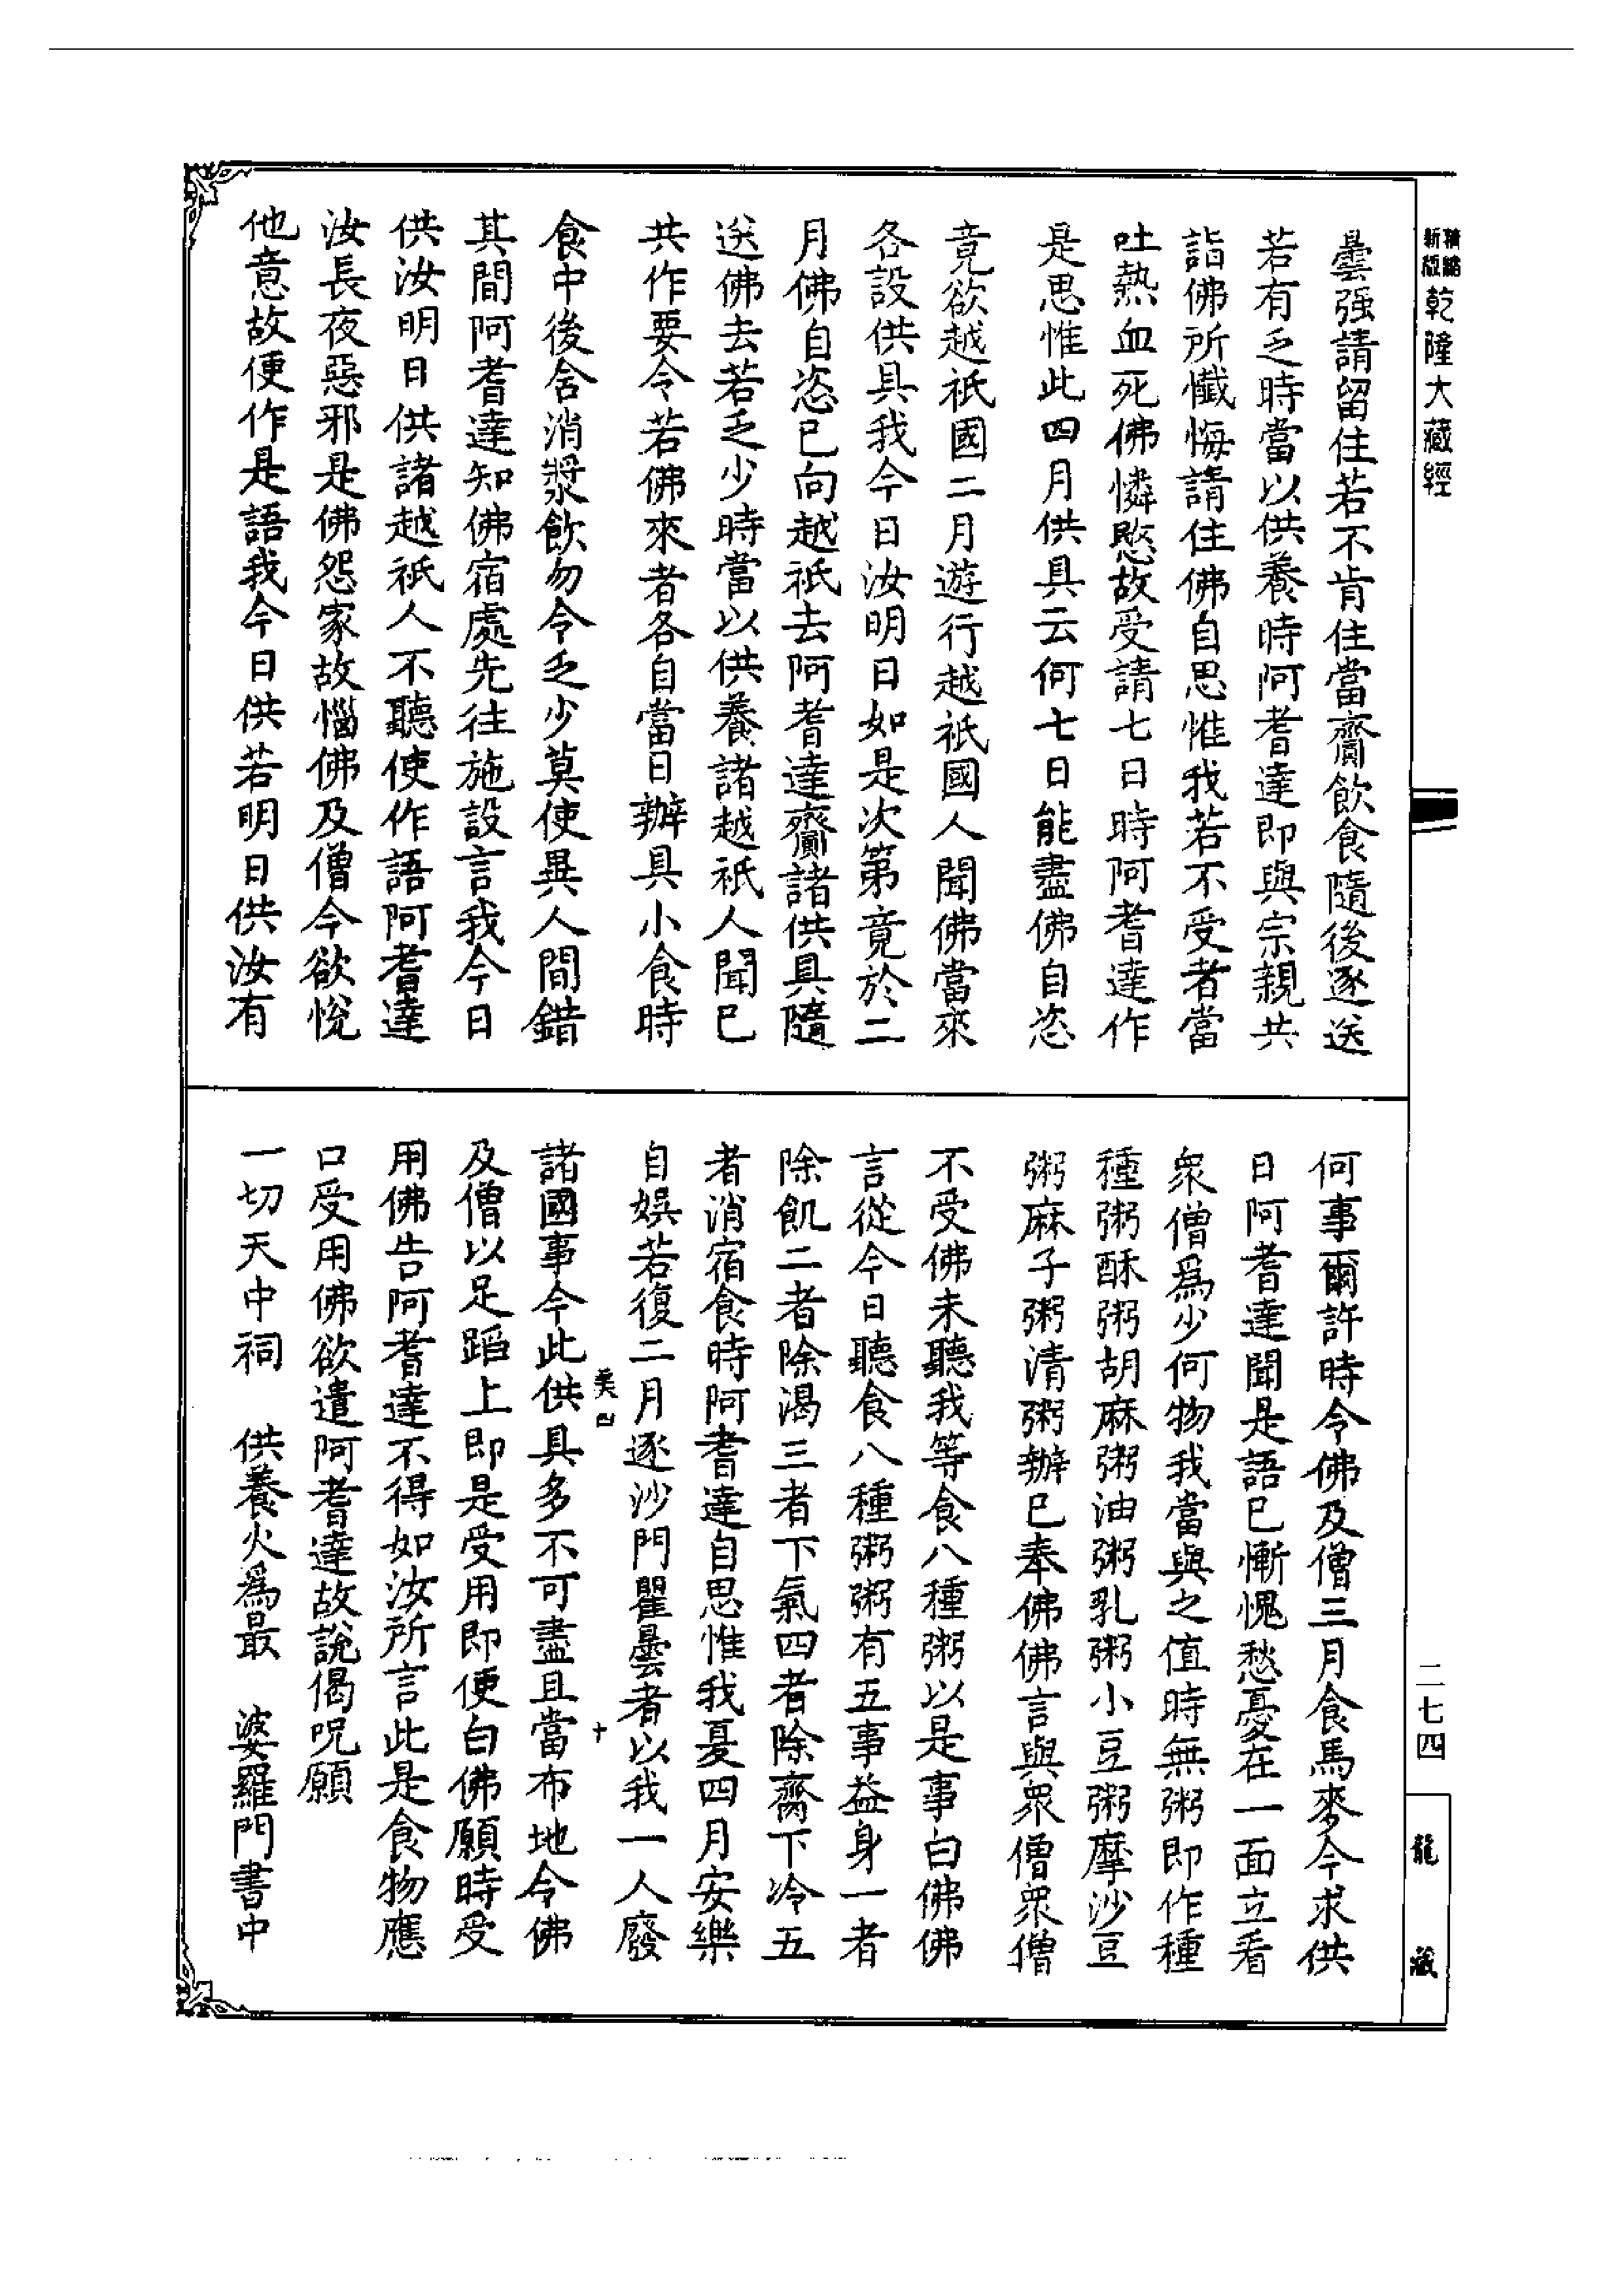 新版精縮乾隆大藏經
曇强請留住若不肯住當齎飲食隨後逐送
若有乏時當以供養時阿耆達即與宗親共
詣佛所懺悔請住佛自思惟我若不受者當
吐熱血死佛憐愍故受請七日時阿耆達作
是思惟此四月供具云何七日能盡佛自恣
竟欲越祇國二月遊行越祇國人聞佛當來
各設供具我今日汝明日如是次第竟於二
月佛自恣已向越祇去阿耆達齎諸供具隨
送佛去若乏少時當以供養諸越祇人聞已
共作要令若佛來者各自當日辦具小食時
食中後含消漿飲勿令乏少莫使異人間錯
其間阿耆達知佛宿處先往施設言我今日
供汝明日供諸越祇人不聽使作語阿耆達
汝長夜惡邪是佛怨家故惱佛及僧今欲悅
他意故便作是語我今日供若明日供汝有
何事爾許時令佛及僧三月食馬麥今求供
日阿耆達聞是語已慚愧愁憂在一面立看
衆僧爲少何物我當與之值時無粥即作種
種粥酥粥胡麻粥油粥乳粥小豆粥摩沙豆
粥麻子粥清粥辦已奉佛佛言與衆僧衆僧
不受佛未聽我等食八種粥以是事白佛佛
言從今日聽食八種粥粥有五事益身一者
除飢二者除渴三者下氣四者除齎下冷五
者消宿食時阿耆達自思惟我憂四月安樂
自娛若復二月逐沙門瞿曇者以我一人廢
諸國事今此供具多不可盡且當布地令佛
及僧以足蹈上即是受用即便白佛願時受
用佛告阿耆達不得如汝所言此是食物應
口受用佛欲遣阿耆達故說偈呪願
一切天中祠 供養火爲最 婆羅門書中
二七四
龍藏